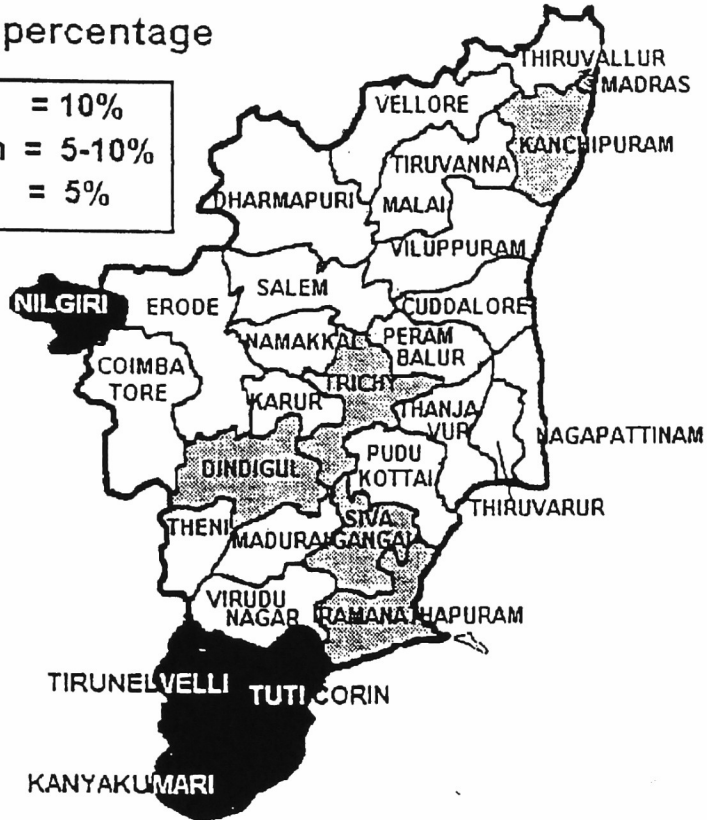 percentage
= 10%
n = 5-10%
= 5%
THIRUVALLUR
MADRAS
VELLORE
KANCHIPURAM
TIRUVANNA
MALAI
DHARMAPURI
VILUPPURAM
NILGIRI
ERODE
SALEM
CUDDALORE
NAMAKKAL
PERAM
BALUR
COIMBA
TORE
TRICHY
KARUR
THANJA
VUR
NAGAPATTINAM
PUDU
KOTTAI
DINDIGUL
THIRUVARUR
THENI
MADURAI
SIVA
GANGAI
VIRUDU
NAGAR
RAMANATHAPURAM
TIRUNELVELLI
TUTICORIN
KANYAKUMARI